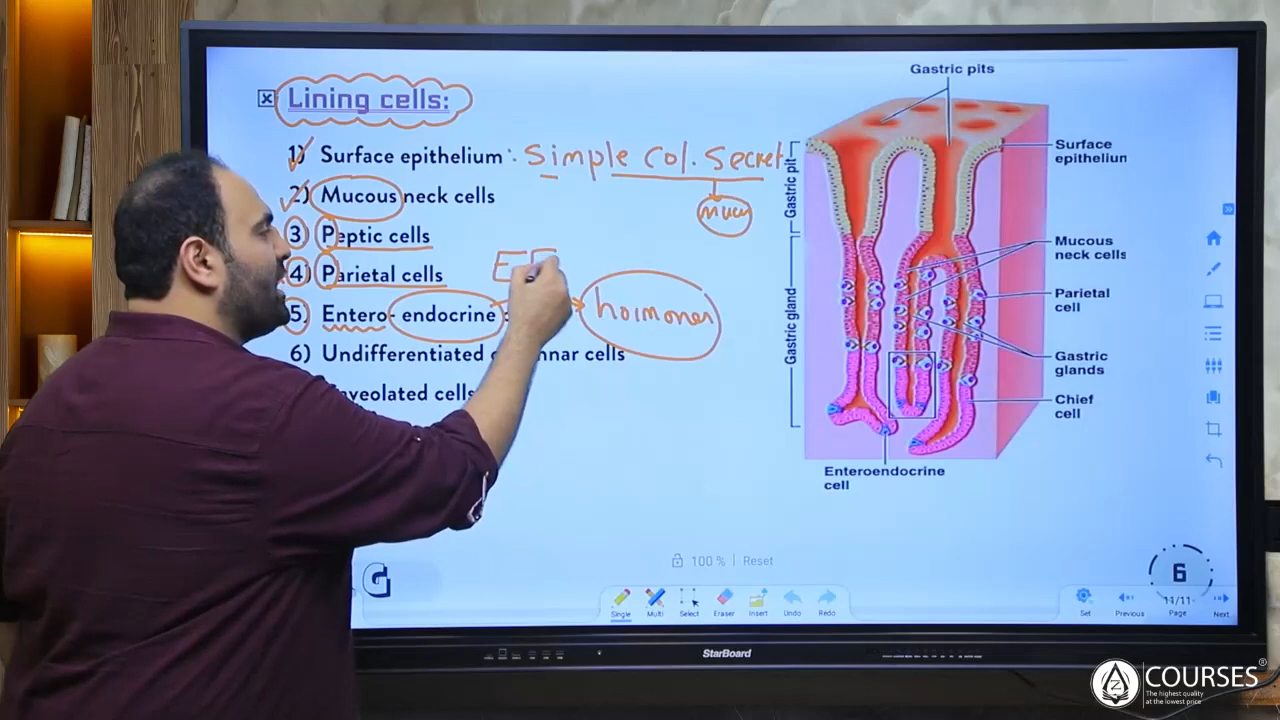 Lining cells:
1) Surface epithelium : Simple Col. Secret
mucu
2) Mucous neck cells
3) Peptic cells
4) Parietal cells
5) Entero- endocrine
hormones
6) Undifferentiated
cells
Gastric pits
Gastric pit
Gastric gland
Surface
epithelium
Mucous
neck cells
Parietal
cell
Gastric
glands
Chief
cell
Enteroendocrine
cell
G
100 % | Reset
Single
Multi
Select
Eraser
Insert
Undo
Redo
6
Set
Previous
11/11
Page
Next
StarBoard
COURSES
The highest quality
at the lowest price